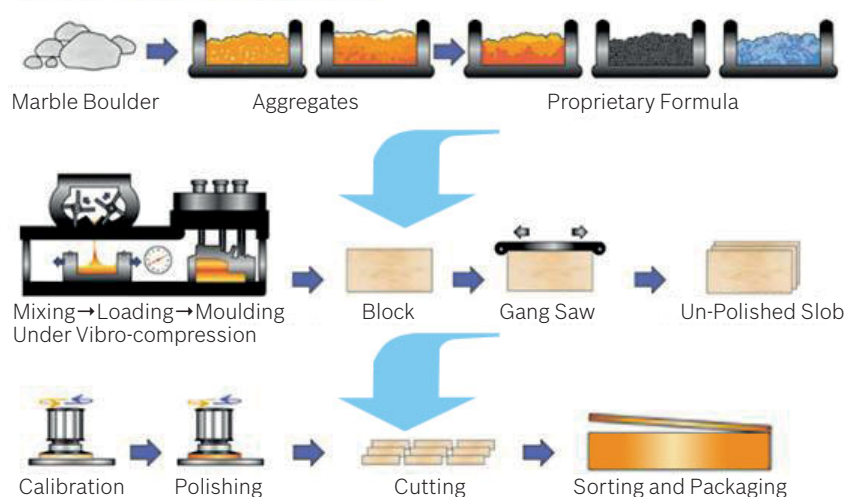 Marble Boulder
Aggregates
Proprietary Formula
Mixing→Loading→Moulding
Under Vibro-compression
Block
Gang Saw
Un-Polished Slob
Calibration
Polishing
Cutting
Sorting and Packaging